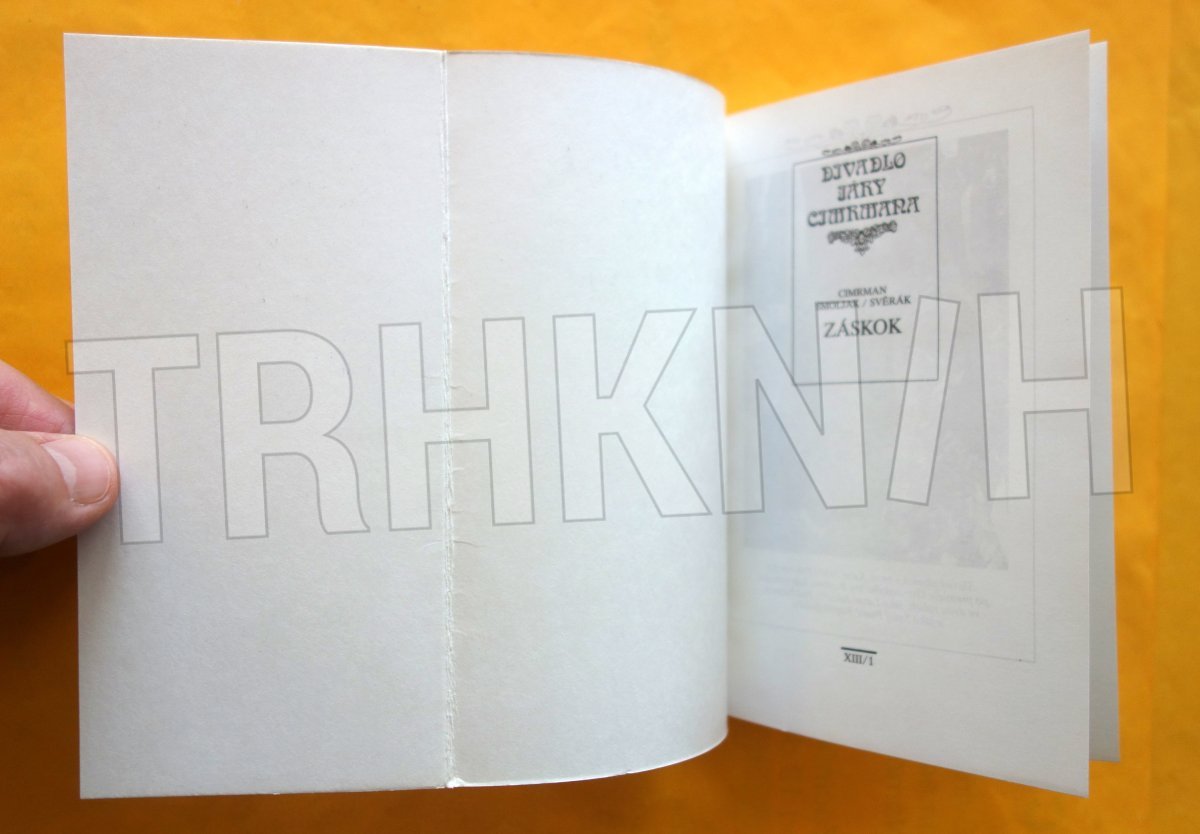 DIVADLO
JÁRY
CIMRMANA
CIMRMAN
SMOLJAK / SVĚRÁK
ZÁSKOK
TRHKNIH
XIII/1